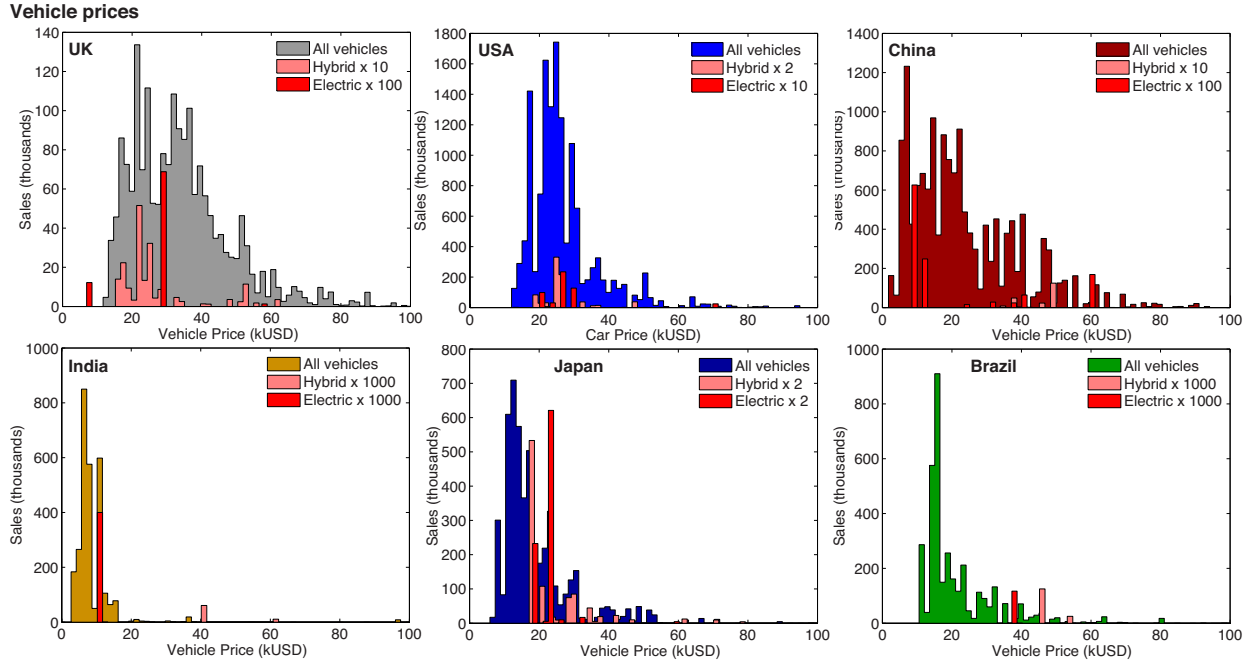 Vehicle prices
UK
All vehicles
Hybrid x 10
Electric x 100
140
120
100
80
60
40
20
0
Sales (thousands)
0 20 40 60 80 100
Vehicle Price (kUSD)
USA
All vehicles
Hybrid x 2
Electric x 10
1800
1600
1400
1200
1000
800
600
400
200
0
Sales (thousands)
0 20 40 60 80 100
Car Price (kUSD)
China
All vehicles
Hybrid x 10
Electric x 100
1400
1200
1000
800
600
400
200
0
Sales (thousands)
0 20 40 60 80 100
Vehicle Price (kUSD)
India
All vehicles
Hybrid x 1000
Electric x 1000
1000
800
600
400
200
0
Sales (thousands)
0 20 40 60 80 100
Vehicle Price (kUSD)
Japan
All vehicles
Hybrid x 2
Electric x 2
800
700
600
500
400
300
200
100
0
Sales (thousands)
0 20 40 60 80 100
Vehicle Price (kUSD)
Brazil
All vehicles
Hybrid x 1000
Electric x 1000
1000
800
600
400
200
0
Sales (thousands)
0 20 40 60 80 100
Vehicle Price (kUSD)